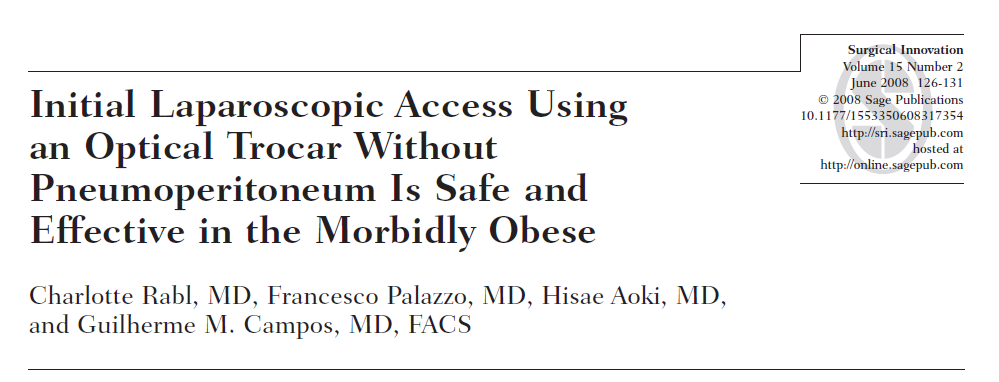 Surgical Innovation
Volume 15 Number 2
June 2008 126-131
© 2008 Sage Publications
10.1177/1553350608317354
http://sri.sagepub.com
hosted at
http://online.sagepub.com
Initial Laparoscopic Access Using
an Optical Trocar Without
Pneumoperitoneum Is Safe and
Effective in the Morbidly Obese
Charlotte Rabl, MD, Francesco Palazzo, MD, Hisae Aoki, MD,
and Guilherme M. Campos, MD, FACS